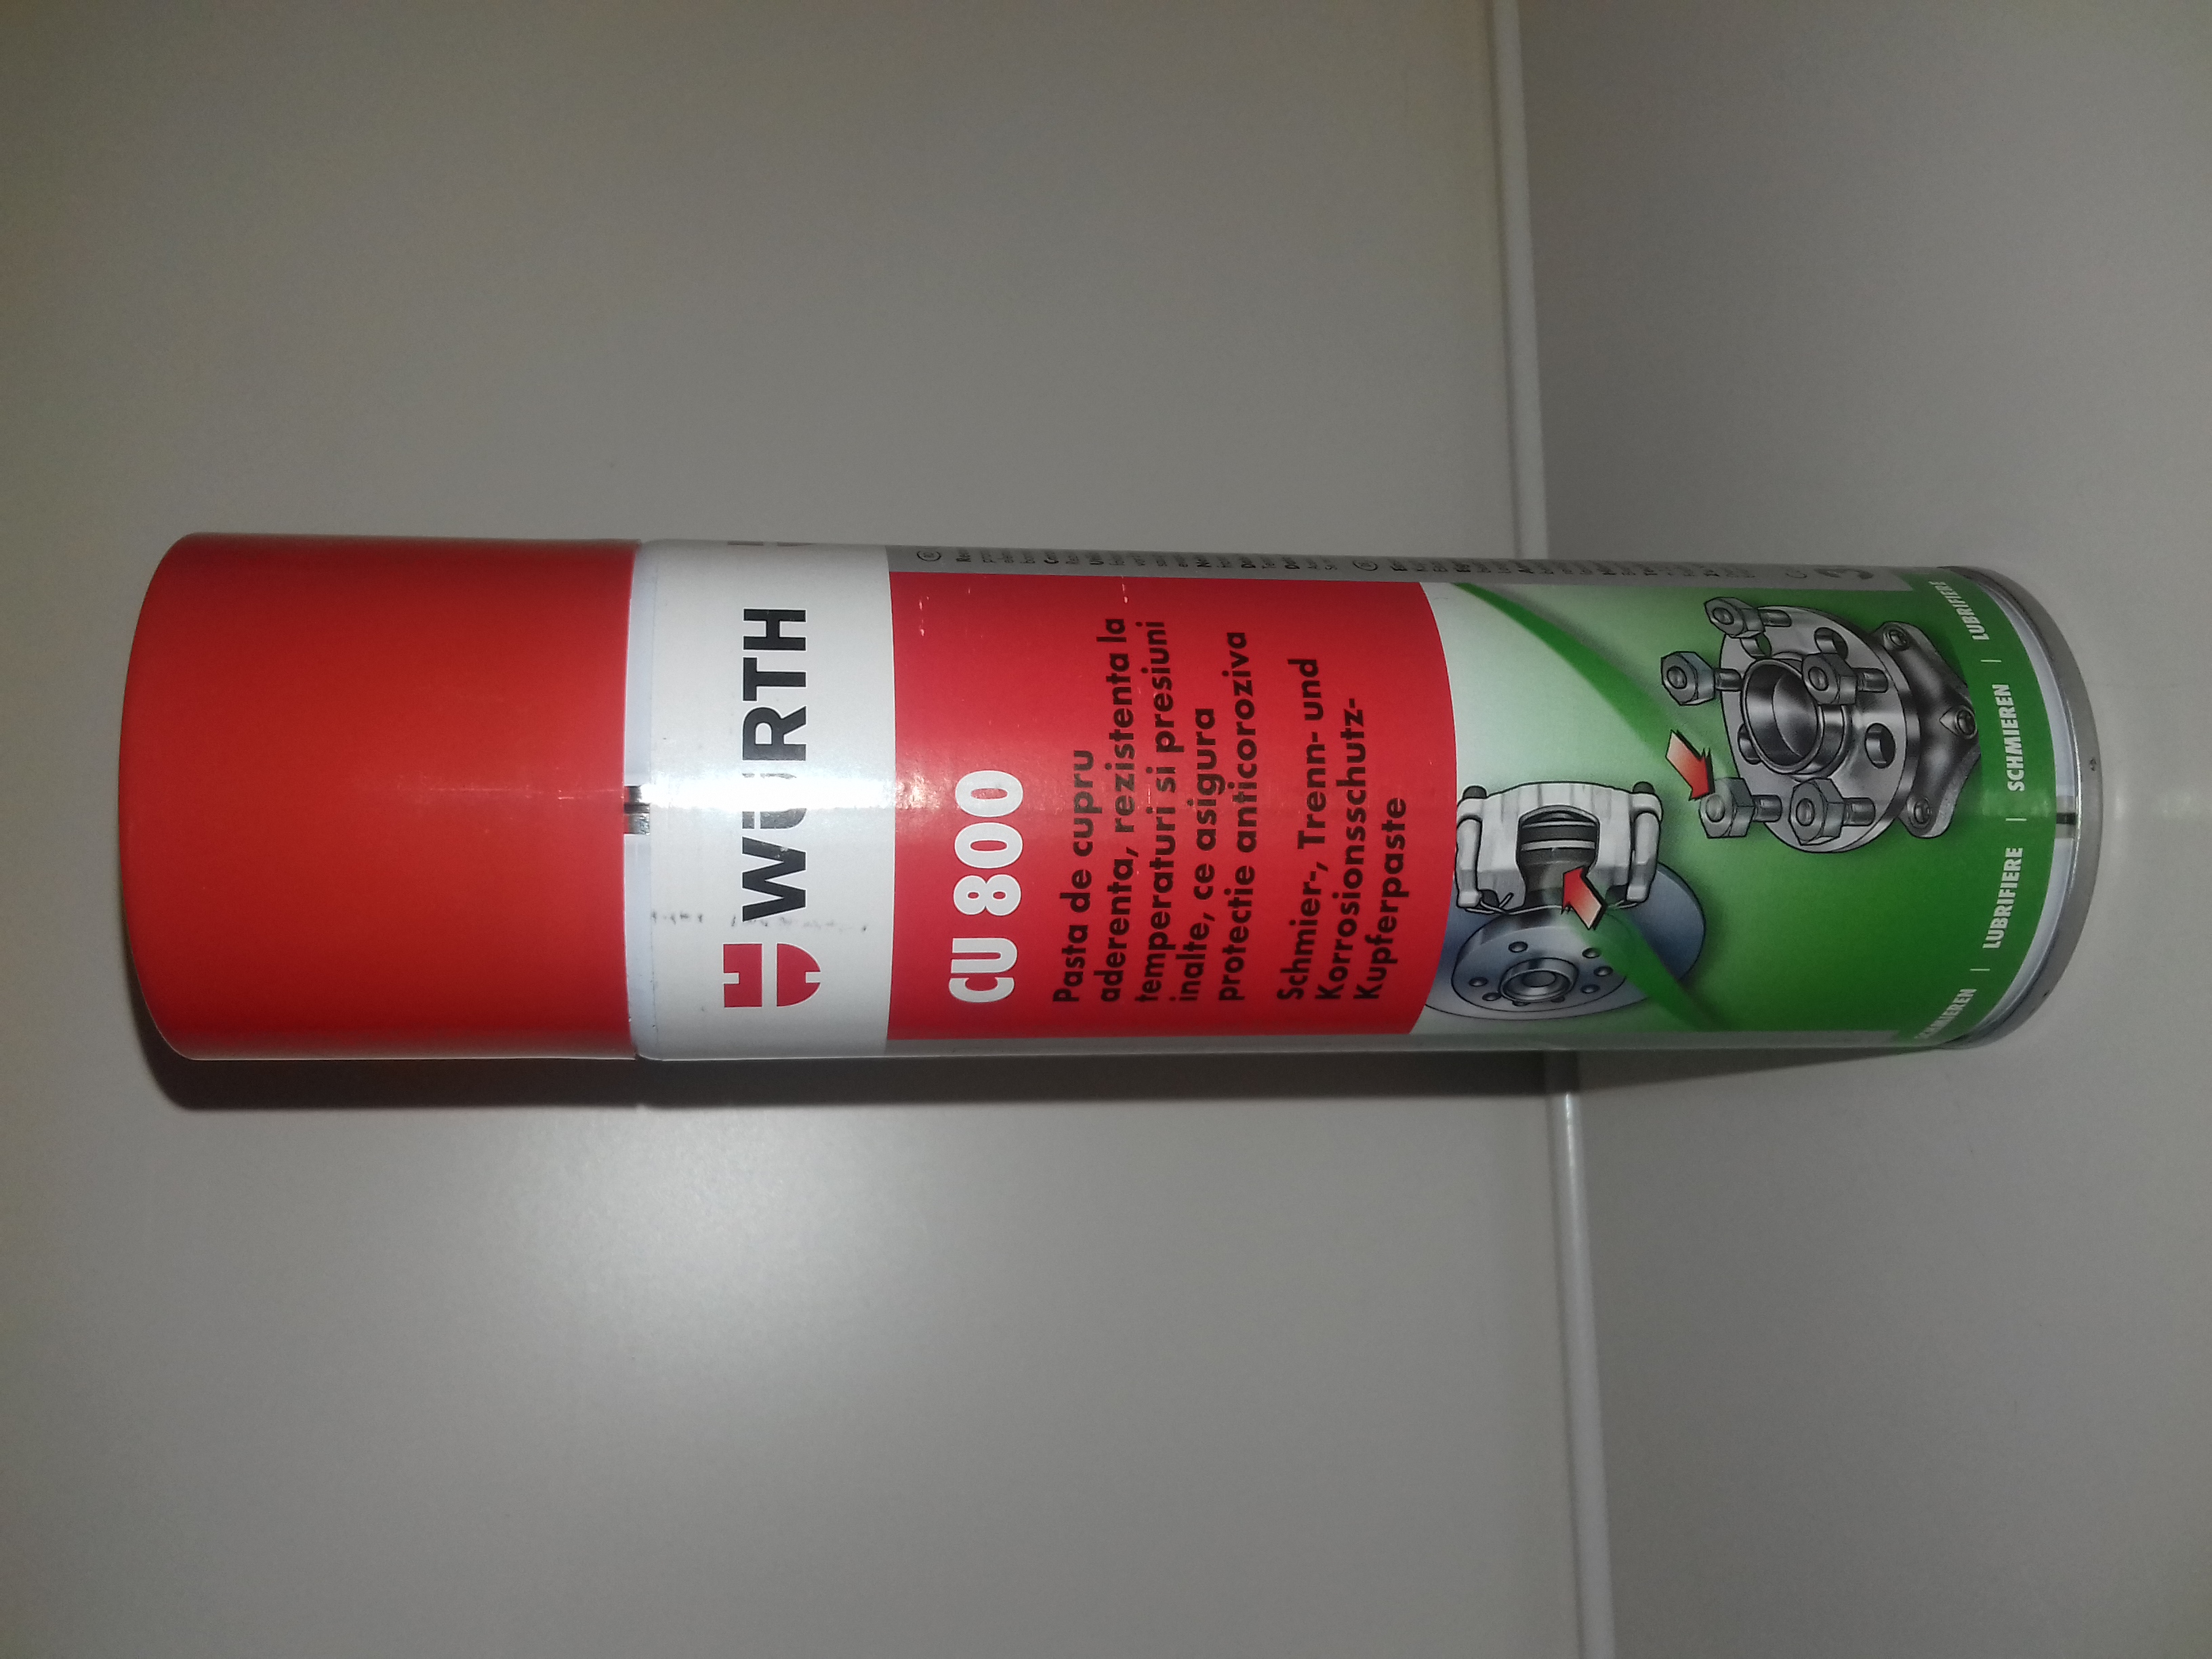 WÜRTH
CU 800
Pasta de cupru
aderenta, rezistenta la
temperaturi si presiuni
inalte, ce asigura
protectie anticoroziva
Schmier-, Trenn- und
Korrosionsschutz-
Kupferpaste
SCHMIEREN | LUBRIFIERE | SCHMIEREN | LUBRIFIERE